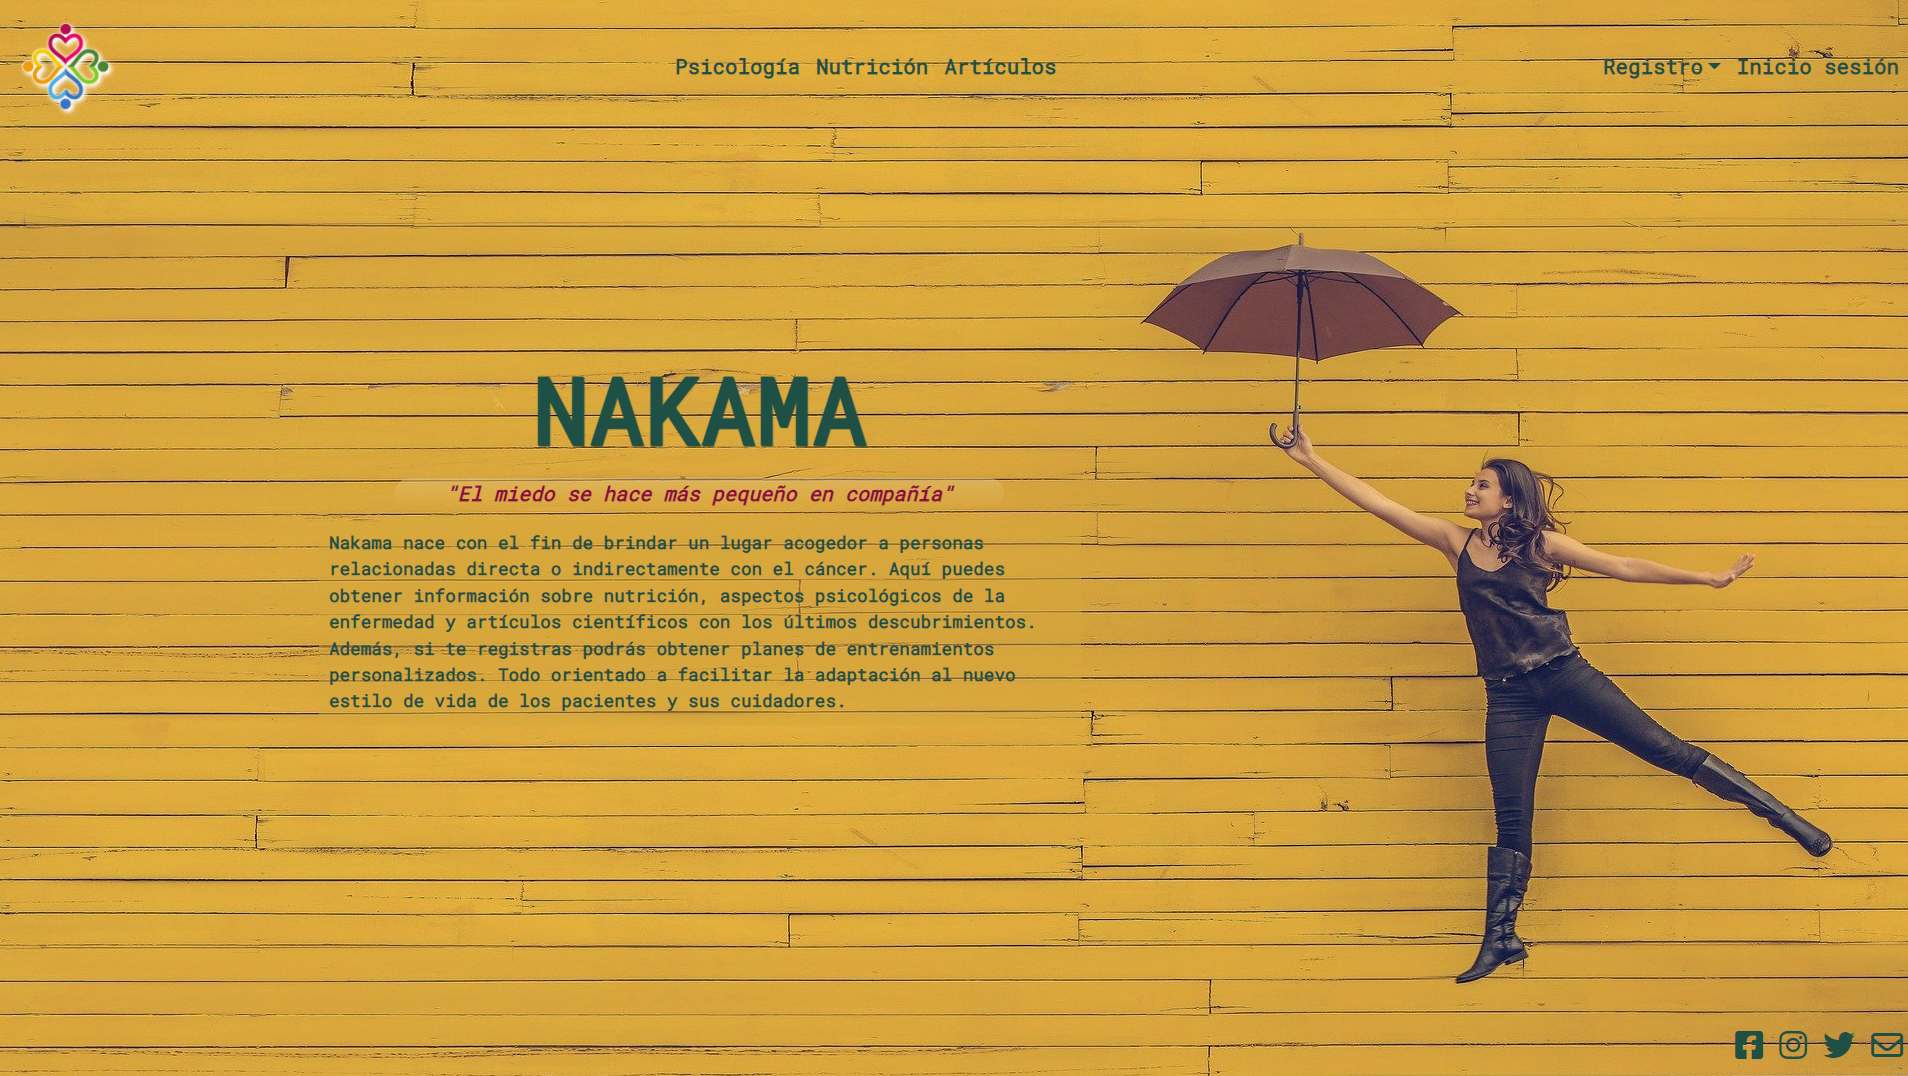 Psicología Nutrición Artículos
Registro Inicio sesión
NAKAMA
"El miedo se hace más pequeño en compañía"
Nakama nace con el fin de brindar un lugar acogedor a personas
relacionadas directa o indirectamente con el cáncer. Aquí puedes
obtener información sobre nutrición, aspectos psicológicos de la
enfermedad y artículos científicos con los últimos descubrimientos.
Además, si te registras podrás obtener planes de entrenamientos
personalizados. Todo orientado a facilitar la adaptación al nuevo
estilo de vida de los pacientes y sus cuidadores.